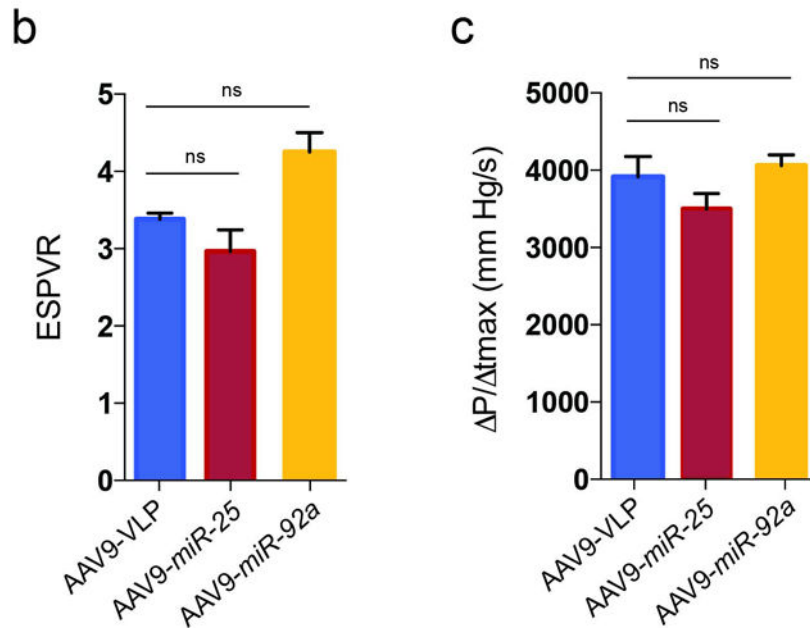 b
ns
ns
5
4
3
2
1
0
ESPVR
AAV9-VLP
AAV9-miR-25
AAV9-miR-92a
c
ns
ns
5000
4000
3000
2000
1000
0
ΔP/Δtmax (mm Hg/s)
AAV9-VLP
AAV9-miR-25
AAV9-miR-92a